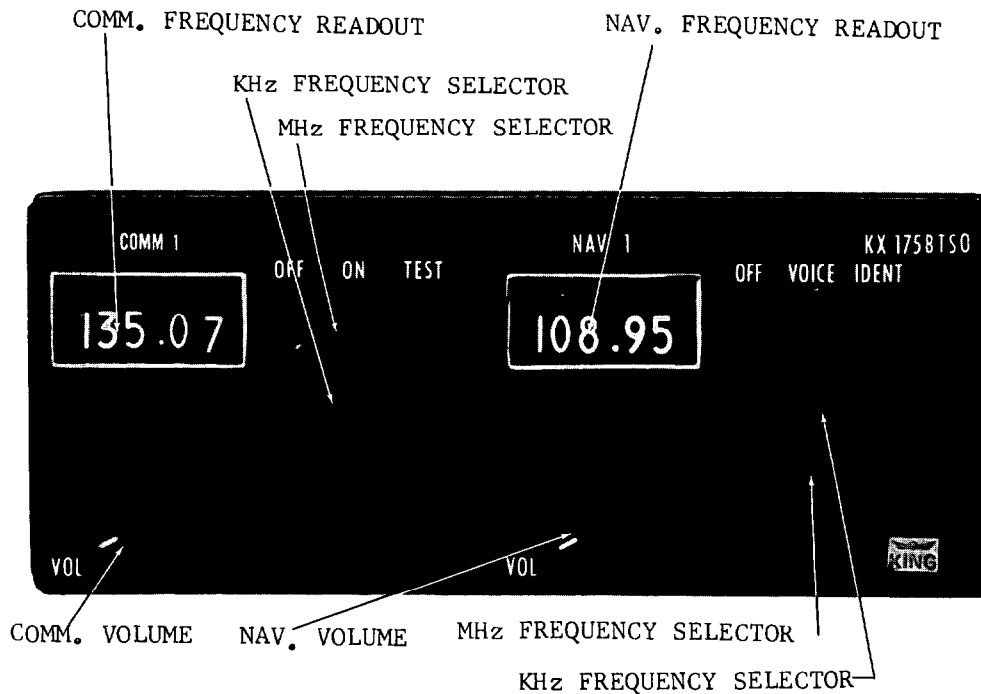 COMM. FREQUENCY READOUT
NAV. FREQUENCY READOUT
KHz FREQUENCY SELECTOR
MHz FREQUENCY SELECTOR
COMM 1
NAV 1
KX 175BTSO
OFF ON TEST
OFF VOICE IDENT
135.07
108.95
VOL
VOL
KING
COMM. VOLUME
NAV. VOLUME
MHz FREQUENCY SELECTOR
KHz FREQUENCY SELECTOR